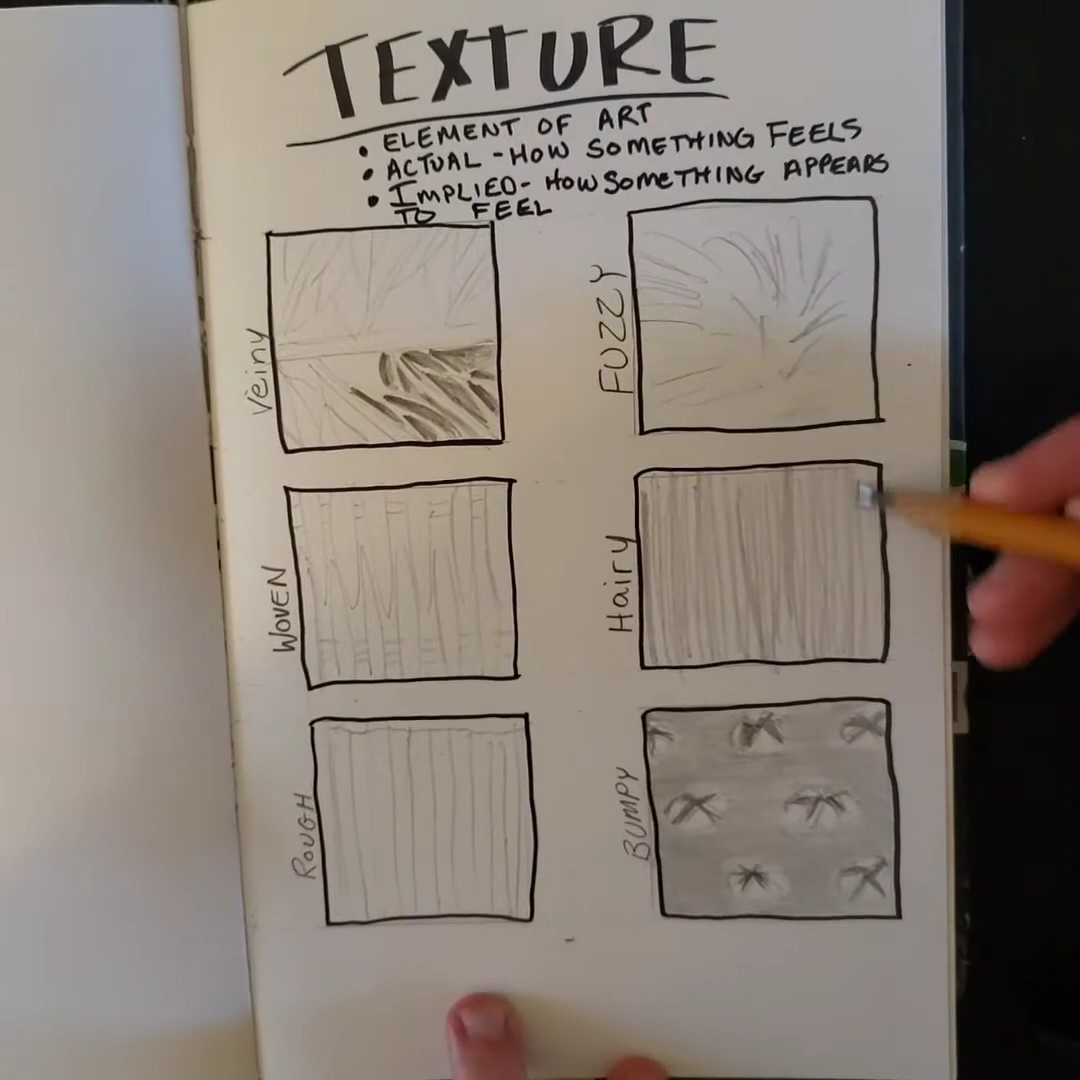 TEXTURE
• ELEMENT OF ART
• ACTUAL - HOW SOMETHING FEELS
• IMPLIED - HOW SOMETHING APPEARS
TO FEEL
Veiny
FUZZY
WOVEN
Hairy
ROUGH
BUMPY